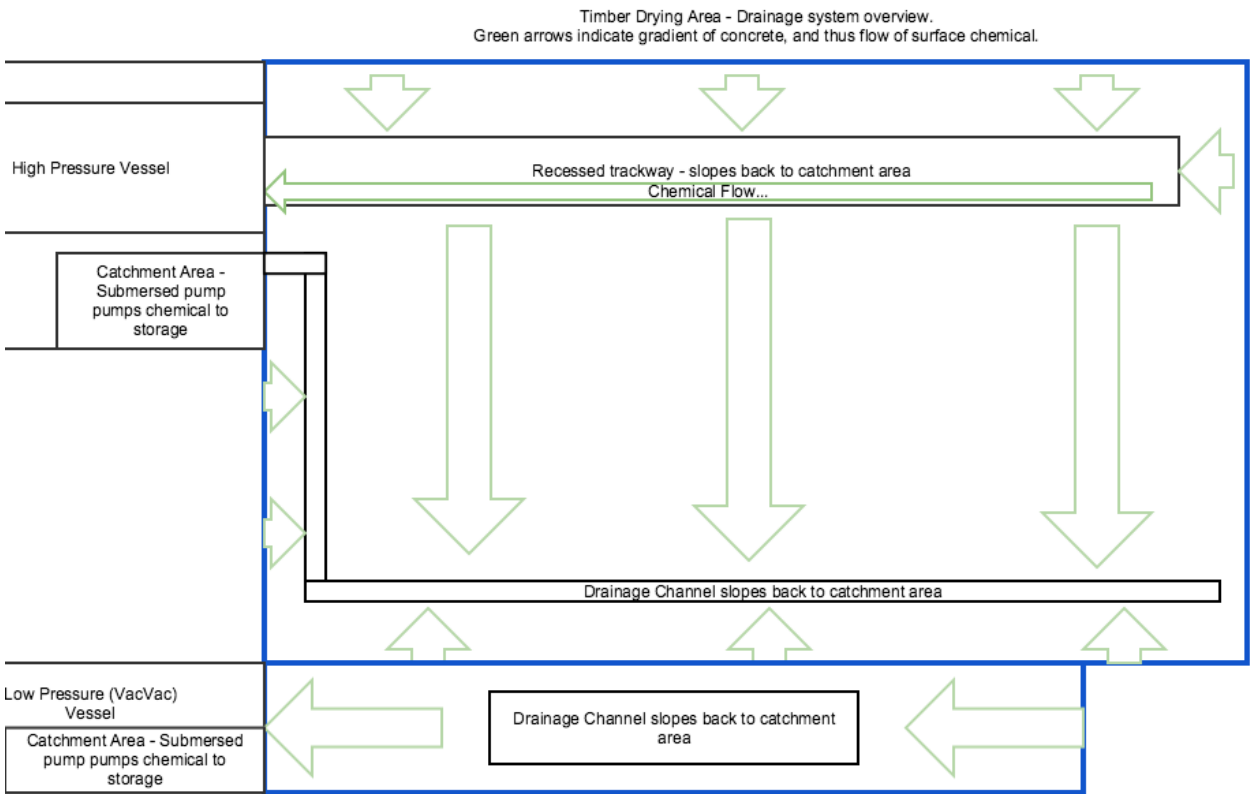 Timber Drying Area - Drainage system overview.
Green arrows indicate gradient of concrete, and thus flow of surface chemical.
High Pressure Vessel
Recessed trackway - slopes back to catchment area
Chemical Flow...
Catchment Area -
Submersed pump
pumps chemical to
storage
Drainage Channel slopes back to catchment area
Low Pressure (VacVac)
Vessel
Drainage Channel slopes back to catchment
area
Catchment Area - Submersed
pump pumps chemical to
storage